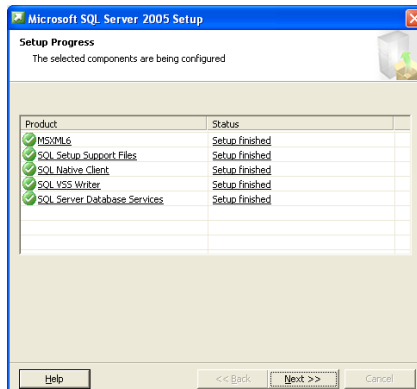 Microsoft SQL Server 2005 Setup
Setup Progress
The selected components are being configured
Product Status
MSXML6 Setup finished
SQL Setup Support Files Setup finished
SQL Native Client Setup finished
SQL VSS Writer Setup finished
SQL Server Database Services Setup finished
Help << Back Next >> Cancel